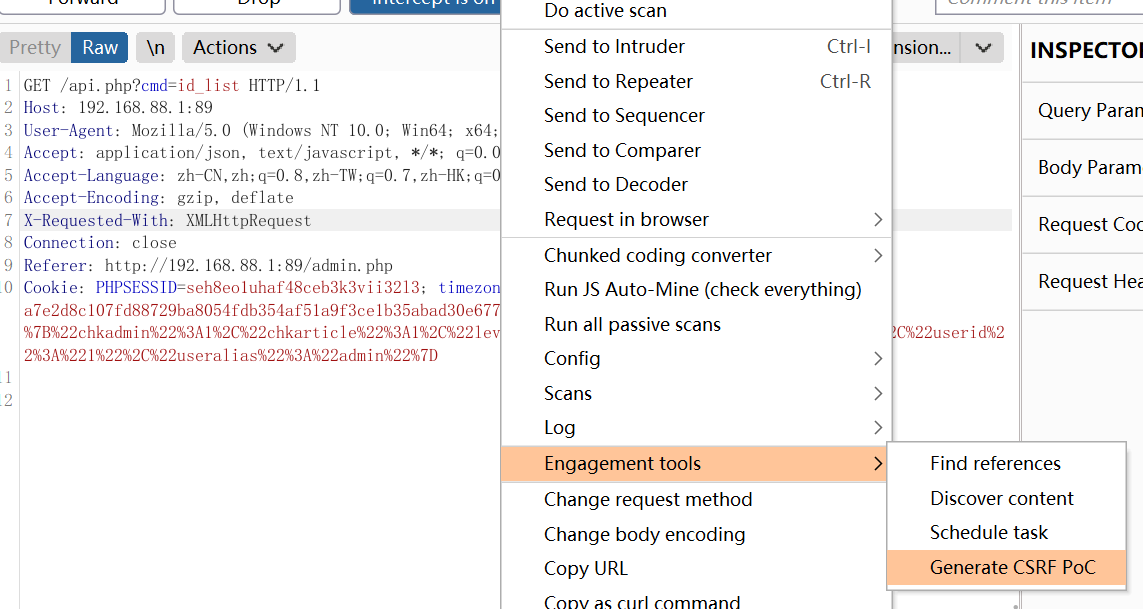 Forward
Drop
Intercept is on
Comment this item
Pretty
Raw
\n
Actions
INSPECTOR
1 GET /api.php?cmd=id_list HTTP/1.1
2 Host: 192.168.88.1:89
3 User-Agent: Mozilla/5.0 (Windows NT 10.0; Win64; x64;
4 Accept: application/json, text/javascript, */*; q=0.0
5 Accept-Language: zh-CN,zh;q=0.8,zh-TW;q=0.7,zh-HK;q=0
6 Accept-Encoding: gzip, deflate
7 X-Requested-With: XMLHttpRequest
8 Connection: close
9 Referer: http://192.168.88.1:89/admin.php
10 Cookie: PHPSESSID=seh8eoluhaf48ceb3k3vii3213; timezon
a7e2d8c107fd88729ba8054fdb354af51a9f3ce1b35abad30e677
%7B%22chkadmin%22%3A1%2C%22chkarticle%22%3A1%2C%22lev
2C%22userid%2
2%3A%221%22%2C%22useralias%22%3A%22admin%22%7D
11
12
Do active scan
Send to Intruder Ctrl-I
Send to Repeater Ctrl-R
Send to Sequencer
Send to Comparer
Send to Decoder
Request in browser
Chunked coding converter
Run JS Auto-Mine (check everything)
Run all passive scans
Config
Scans
Log
Engagement tools
Change request method
Change body encoding
Copy URL
Copy as curl command
Find references
Discover content
Schedule task
Generate CSRF PoC
nsion...
Query Param
Body Parame
Request Coo
Request Hea